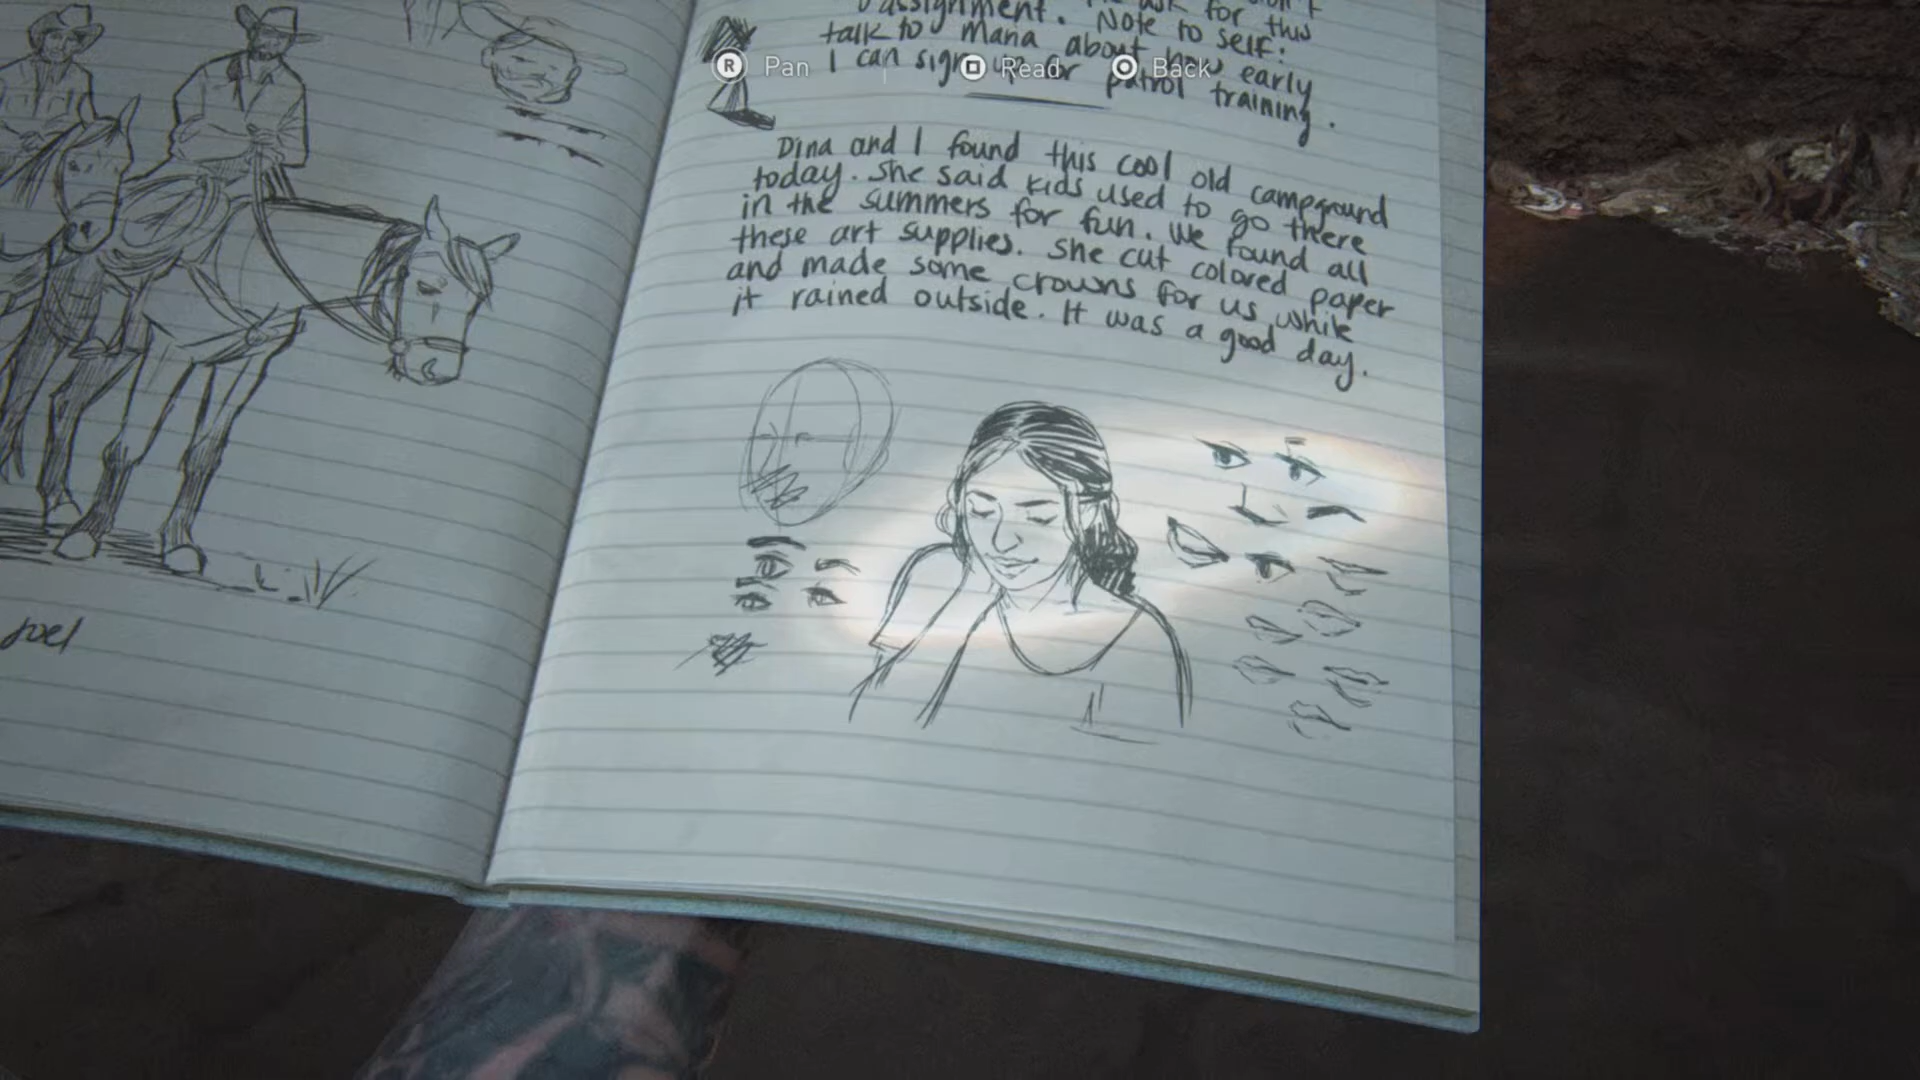 assignment. ask for this
talk to Maria about how early
I can sign up for patrol training.
R Pan Read Back
Dina and I found this cool old campground
today. She said kids used to go there
in the summers for fun. We found all
these art supplies. She cut colored paper
and made some crowns for us while
it rained outside. It was a good day.
Note to self:
Joel